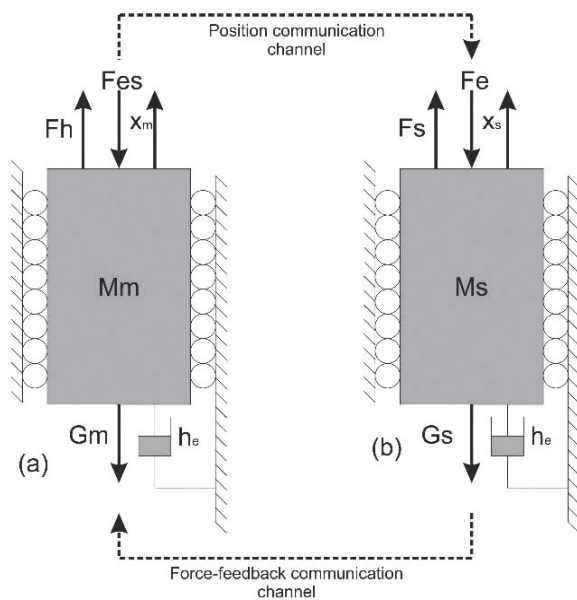 Position communication
channel
Fes
Fe
Fh
xm
Fs
xs
Mm
Ms
Gm
he
Gs
he
(a)
(b)
Force-feedback communication
channel